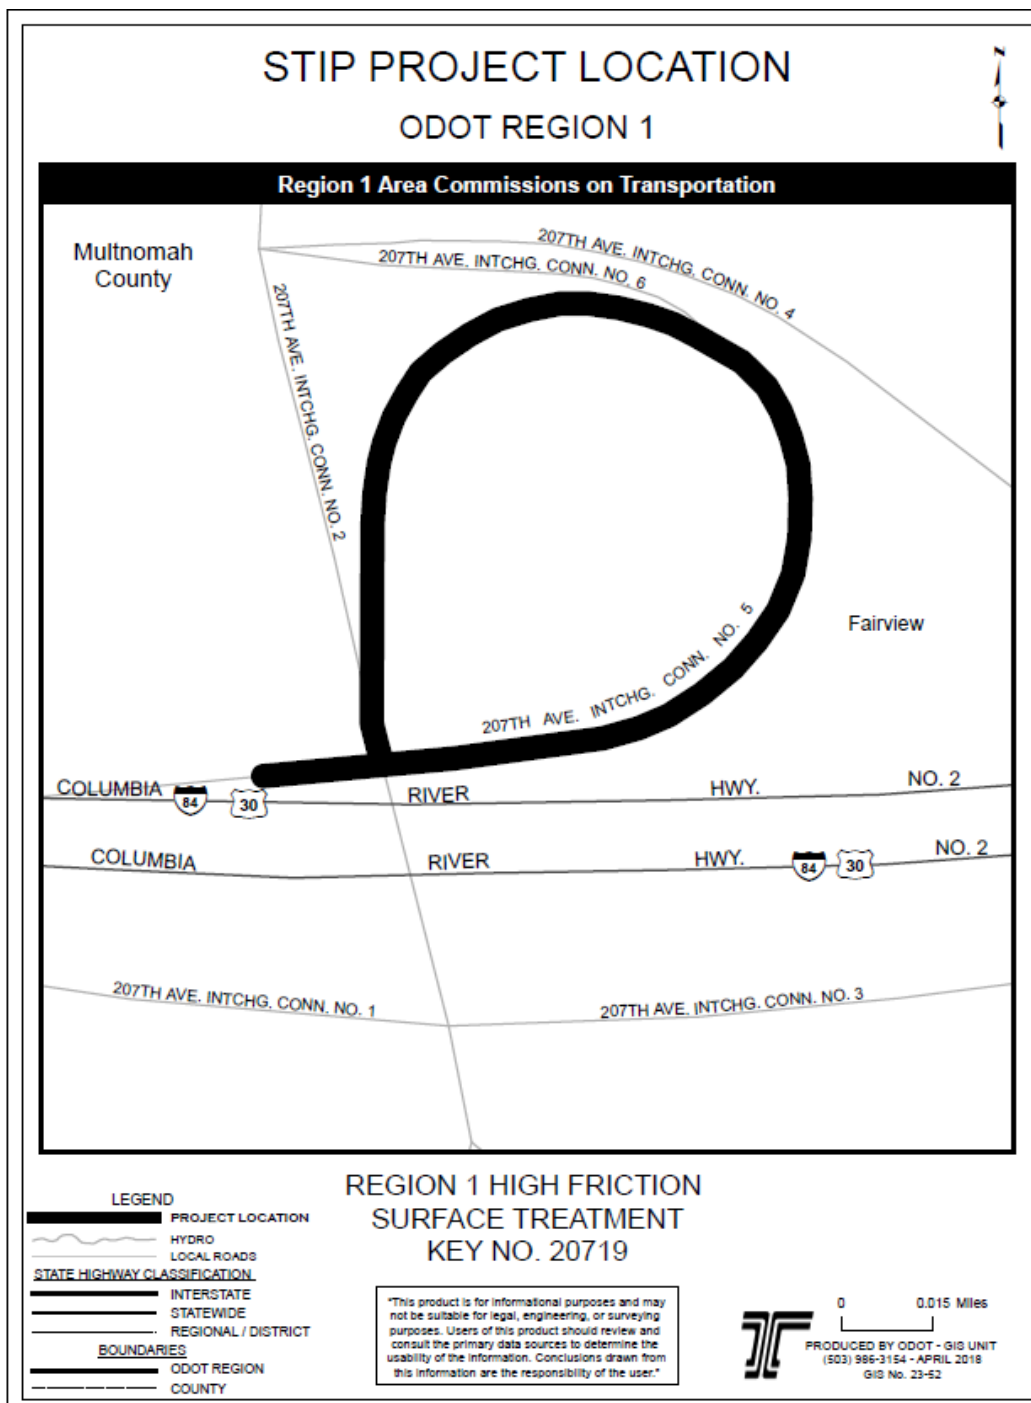 STIP PROJECT LOCATION
ODOT REGION 1
N
Region 1 Area Commissions on Transportation
Multnomah
County
207TH AVE. INTCHG. CONN. NO. 4
207TH AVE. INTCHG. CONN. NO. 6
207TH AVE. INTCHG. CONN. NO. 2
207TH AVE. INTCHG. CONN. NO. 5
Fairview
COLUMBIA 84 30 RIVER HWY. NO. 2
COLUMBIA RIVER HWY. 84 30 NO. 2
207TH AVE. INTCHG. CONN. NO. 1
207TH AVE. INTCHG. CONN. NO. 3
REGION 1 HIGH FRICTION
SURFACE TREATMENT
KEY NO. 20719
LEGEND
PROJECT LOCATION
HYDRO
LOCAL ROADS
STATE HIGHWAY CLASSIFICATION
INTERSTATE
STATEWIDE
REGIONAL / DISTRICT
BOUNDARIES
ODOT REGION
COUNTY
"This product is for informational purposes and may
not be suitable for legal, engineering, or surveying
purposes. Users of this product should review and
consult the primary data sources to determine the
usability of the information. Conclusions drawn from
this information are the responsibility of the user."
0 0.015 Miles
PRODUCED BY ODOT - GIS UNIT
(503) 986-3154 - APRIL 2018
GIS No. 23-52